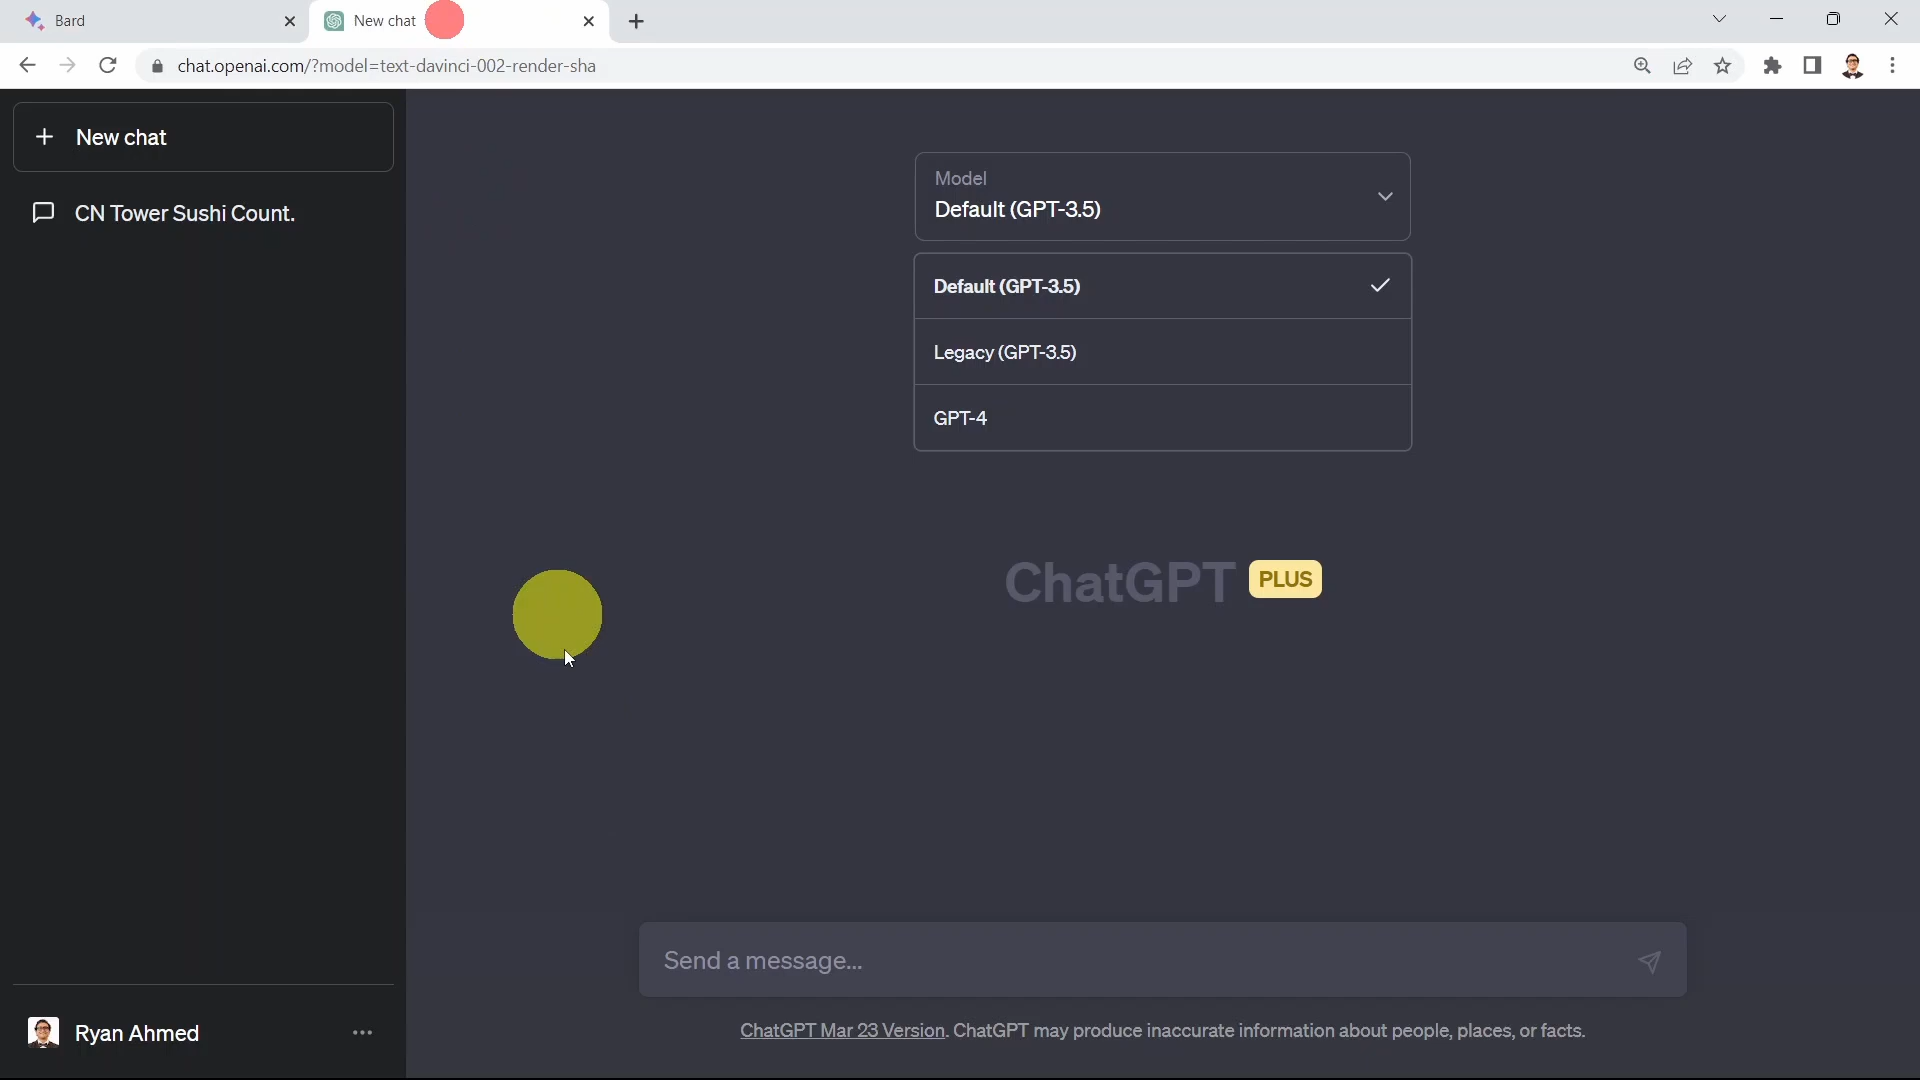 Bard
New chat
chat.openai.com/?model=text-davinci-002-render-sha
New chat
CN Tower Sushi Count.
Model
Default (GPT-3.5)
Default (GPT-3.5)
Legacy (GPT-3.5)
GPT-4
ChatGPT PLUS
Send a message...
ChatGPT Mar 23 Version. ChatGPT may produce inaccurate information about people, places, or facts.
Ryan Ahmed